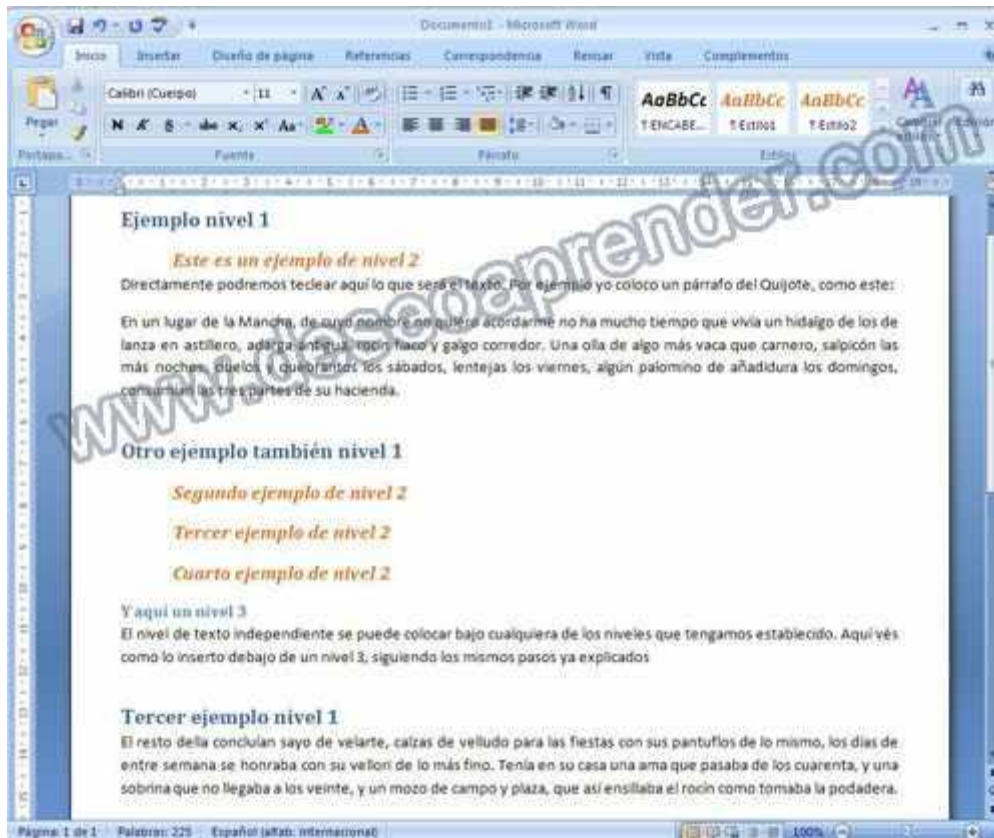 Documento1 - Microsoft Word
Inicio Insertar Diseño de página Referencias Correspondencia Revisar Vista Complementos
Pegar
Calibri (Cuerpo) 11
AaBbCc AaBbCc AaBbCc
N K S abc x, x² Aa
T ENCABE... T Estilo1 T Estilo2
Portapa... Fuente Párrafo
www.deseoaprender.com
Ejemplo nivel 1
Este es un ejemplo de nivel 2
Directamente podremos teclear aquí lo que será el texto. Por ejemplo yo coloco un párrafo del Quijote, como este:
En un lugar de la Mancha, de cuyo nombre no quiero acordarme no ha mucho tiempo que vivía un hidalgo de los de
lanza en astillero, adarga antigua, rocín flaco y galgo corredor. Una olla de algo más vaca que carnero, salpicón las
más noches, duelos y quebrantos los sábados, lentejas los viernes, algún palomino de añadidura los domingos,
consumían las tres partes de su hacienda.
Otro ejemplo también nivel 1
Segundo ejemplo de nivel 2
Tercer ejemplo de nivel 2
Cuarto ejemplo de nivel 2
Y aquí un nivel 3
El nivel de texto independiente se puede colocar bajo cualquiera de los niveles que tengamos establecido. Aquí vés
como lo inserto debajo de un nivel 3, siguiendo los mismos pasos ya explicados
Tercer ejemplo nivel 1
El resto della concluían sayo de velarte, calzas de velludo para las fiestas con sus pantuflos de lo mismo, los días de
entre semana se honraba con su vellori de lo más fino. Tenía en su casa una ama que pasaba de los cuarenta, y una
sobrina que no llegaba a los veinte, y un mozo de campo y plaza, que así ensillaba el rocín como tomaba la podadera.
Página: 1 de 1 Palabras: 225 Español (alfab. internacional) 100%